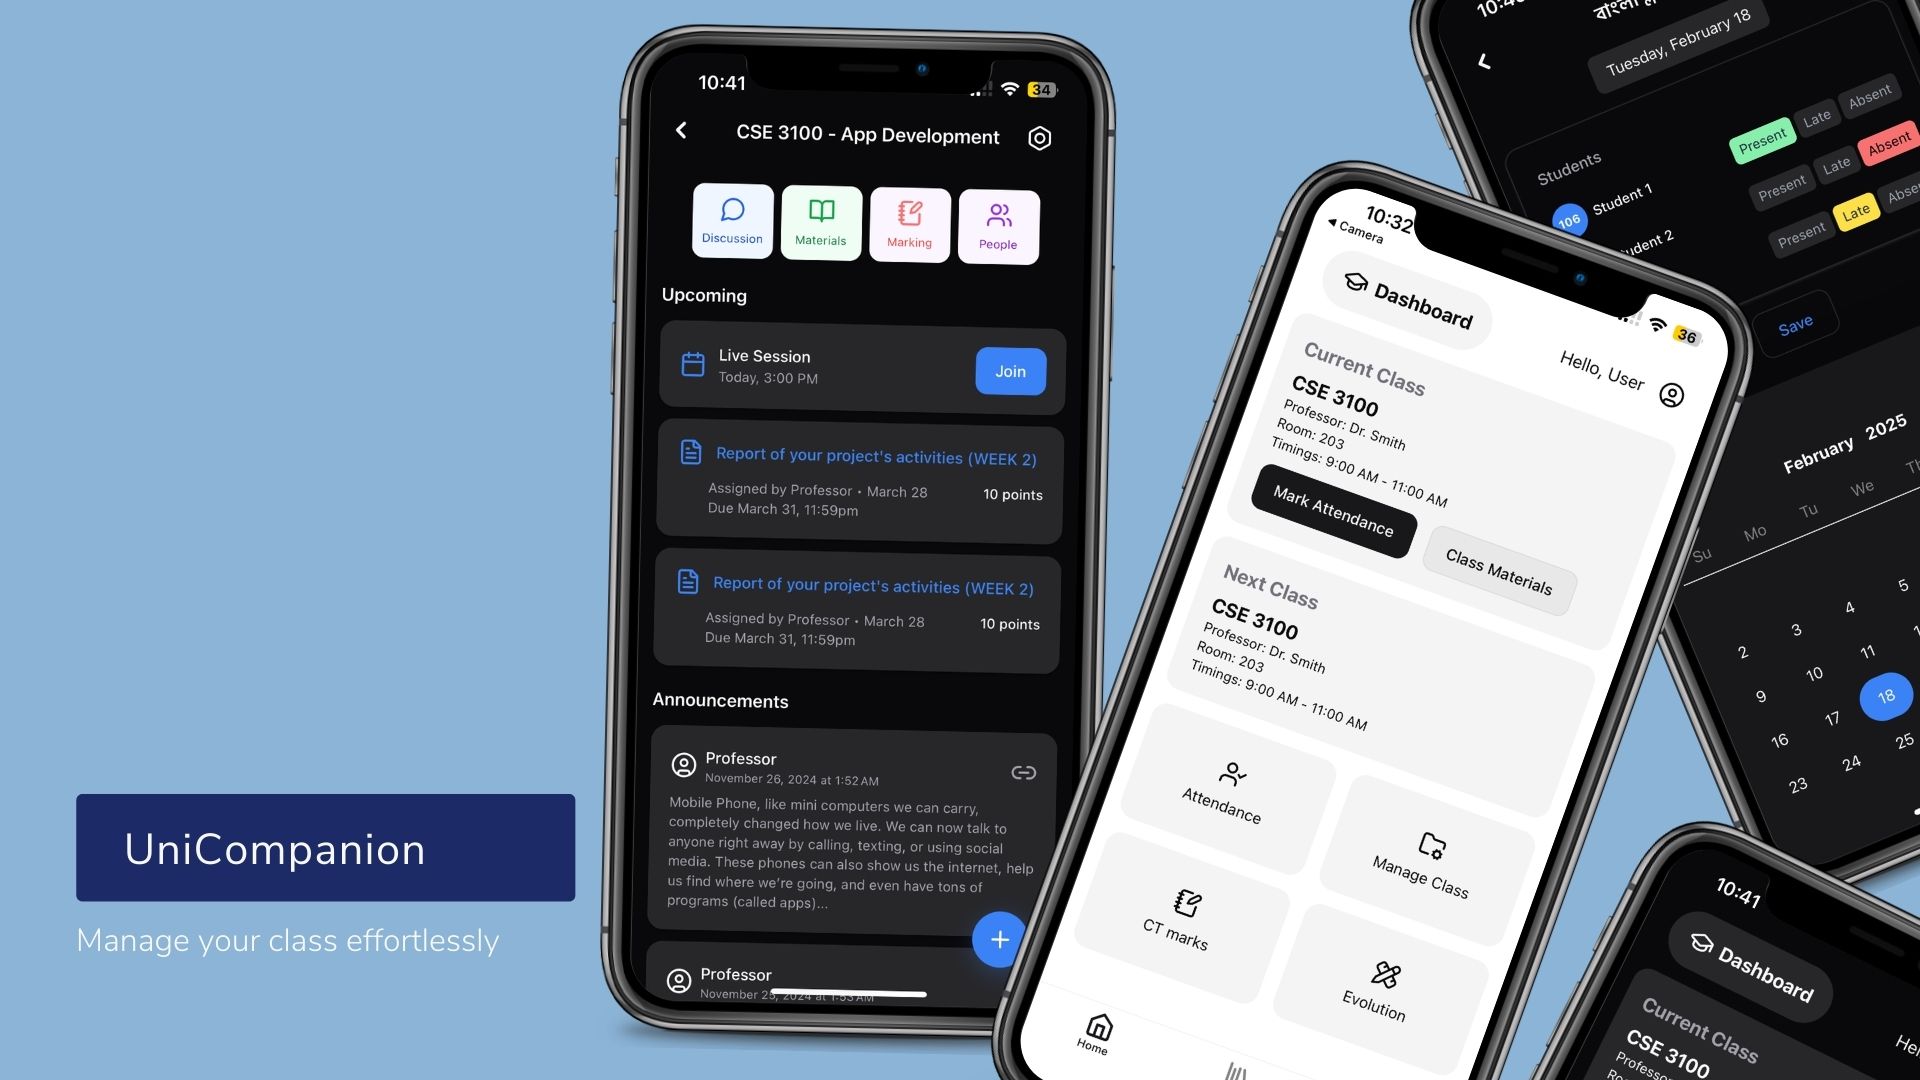 UniCompanion
Manage your class effortlessly
10:41
34
CSE 3100 - App Development
Discussion
Materials
Marking
People
Upcoming
Live Session
Today, 3:00 PM
Join
Report of your project's activities (WEEK 2)
Assigned by Professor • March 28
10 points
Due March 31, 11:59pm
Report of your project's activities (WEEK 2)
Assigned by Professor • March 28
10 points
Due March 31, 11:59pm
Announcements
Professor
November 26, 2024 at 1:52 AM
Mobile Phone, like mini computers we can carry,
completely changed how we live. We can now talk to
anyone right away by calling, texting, or using social
media. These phones can also show us the internet, help
us find where we're going, and even have tons of
programs (called apps)...
Professor
November 25, 2024 at 1:53 AM
10:32
Camera
36
Dashboard
Hello, User
Current Class
CSE 3100
Professor: Dr. Smith
Room: 203
Timings: 9:00 AM - 11:00 AM
Mark Attendance
Class Materials
Next Class
CSE 3100
Professor: Dr. Smith
Room: 203
Timings: 9:00 AM - 11:00 AM
Attendance
Manage Class
CT marks
Evolution
Home
Tuesday, February 18
Students
106
Student 1
Present Late Absent
Student 2
Present Late Absent
Present Late
Save
February 2025
Su Mo Tu We
2 3 4 5
9 10 11
16 17 18
23 24 25
10:41
Dashboard
Current Class
CSE 3100